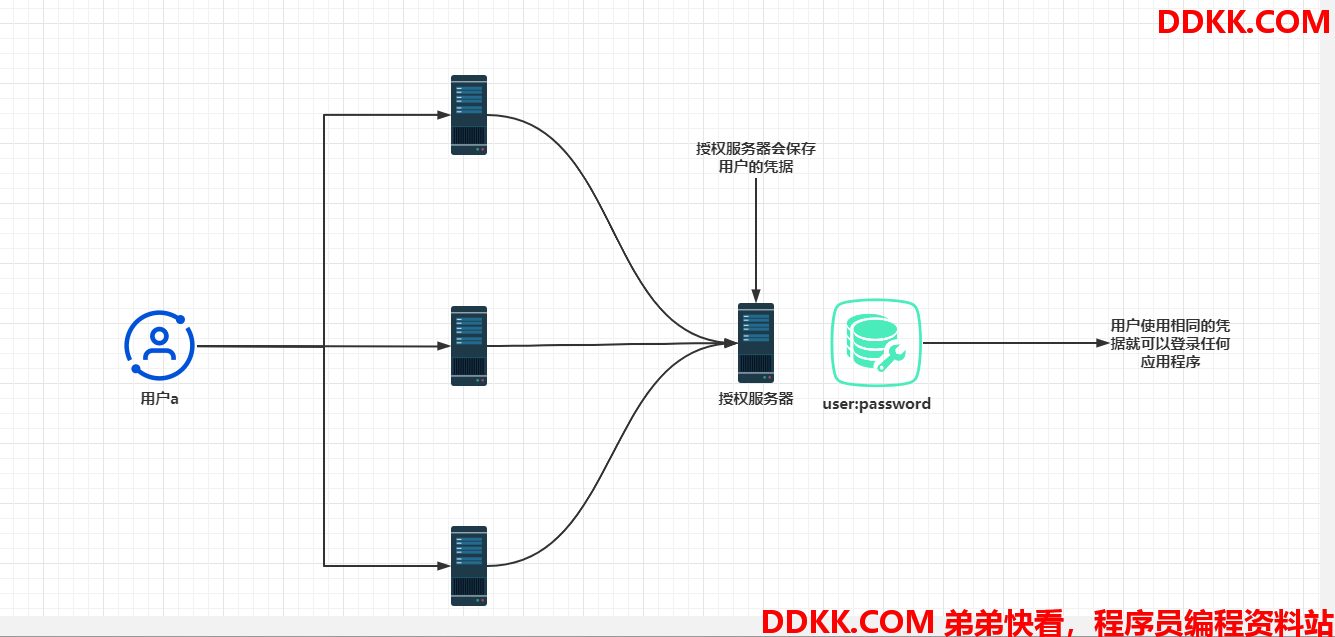 DDKK.COM
授权服务器会保存
用户的凭据
用户使用相同的凭
据就可以登录任何
应用程序
用户a
授权服务器
user:password
DDKK.COM 弟弟快看，程序员编程资料站